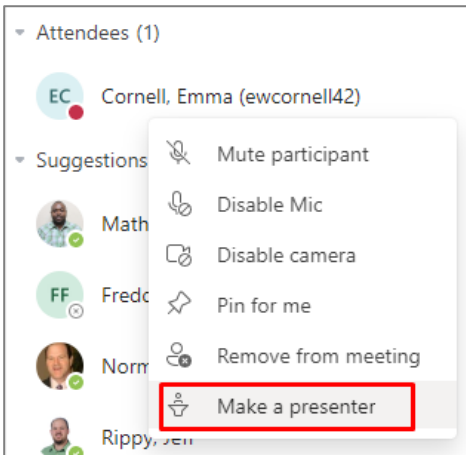 Attendees (1)
EC Cornell, Emma (ewcornell42)
Suggestions
Mute participant
Disable Mic
Math
Disable camera
FF Fredd
Pin for me
Norm
Remove from meeting
Make a presenter
Rippy, Jeff